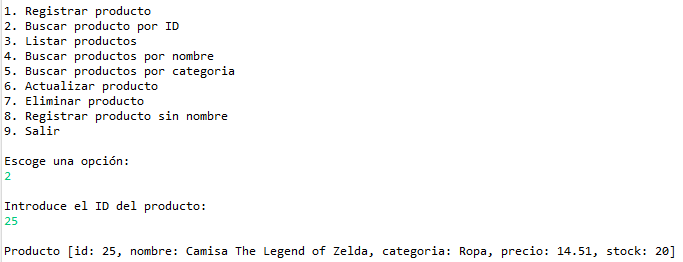 1. Registrar producto
2. Buscar producto por ID
3. Listar productos
4. Buscar productos por nombre
5. Buscar productos por categoria
6. Actualizar producto
7. Eliminar producto
8. Registrar producto sin nombre
9. Salir
Escoge una opción:
2
Introduce el ID del producto:
25
Producto [id: 25, nombre: Camisa The Legend of Zelda, categoria: Ropa, precio: 14.51, stock: 20]